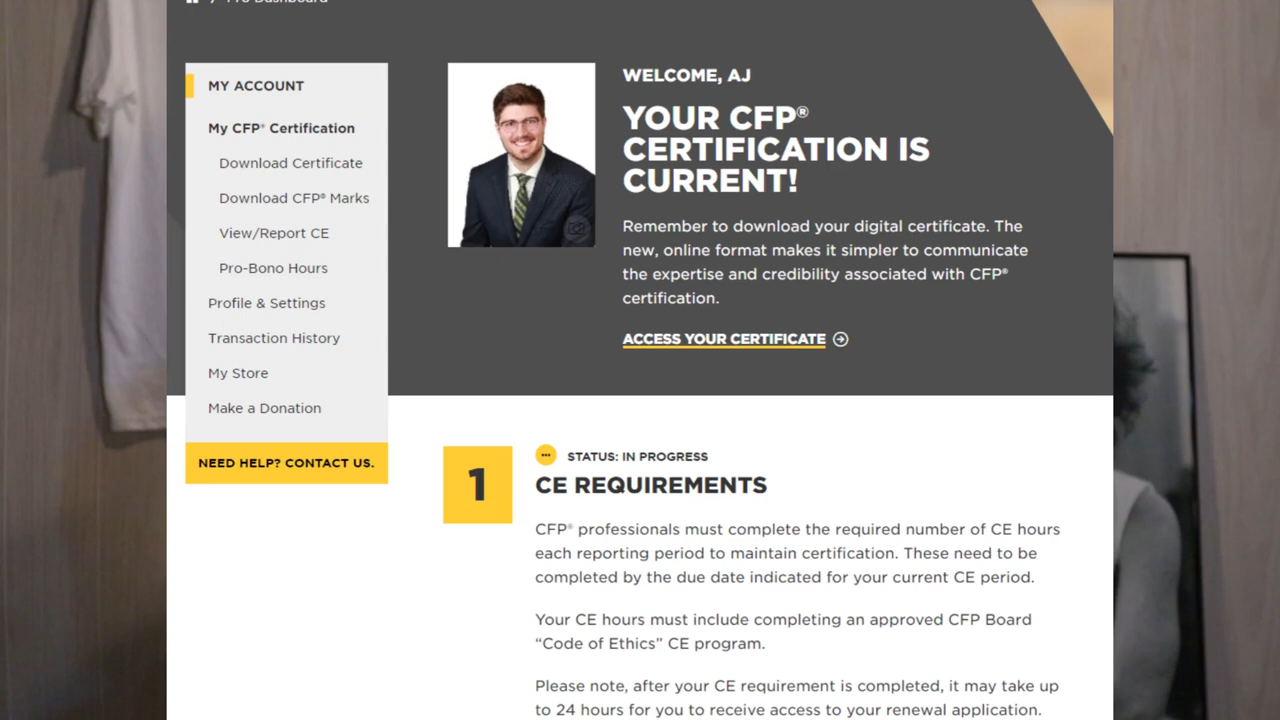 / Pro Dashboard
MY ACCOUNT
My CFP® Certification
Download Certificate
Download CFP® Marks
View/Report CE
Pro-Bono Hours
Profile & Settings
Transaction History
My Store
Make a Donation
NEED HELP? CONTACT US.
WELCOME, AJ
YOUR CFP®
CERTIFICATION IS
CURRENT!
Remember to download your digital certificate. The
new, online format makes it simpler to communicate
the expertise and credibility associated with CFP®
certification.
ACCESS YOUR CERTIFICATE
1
STATUS: IN PROGRESS
CE REQUIREMENTS
CFP® professionals must complete the required number of CE hours
each reporting period to maintain certification. These need to be
completed by the due date indicated for your current CE period.
Your CE hours must include completing an approved CFP Board
“Code of Ethics” CE program.
Please note, after your CE requirement is completed, it may take up
to 24 hours for you to receive access to your renewal application.